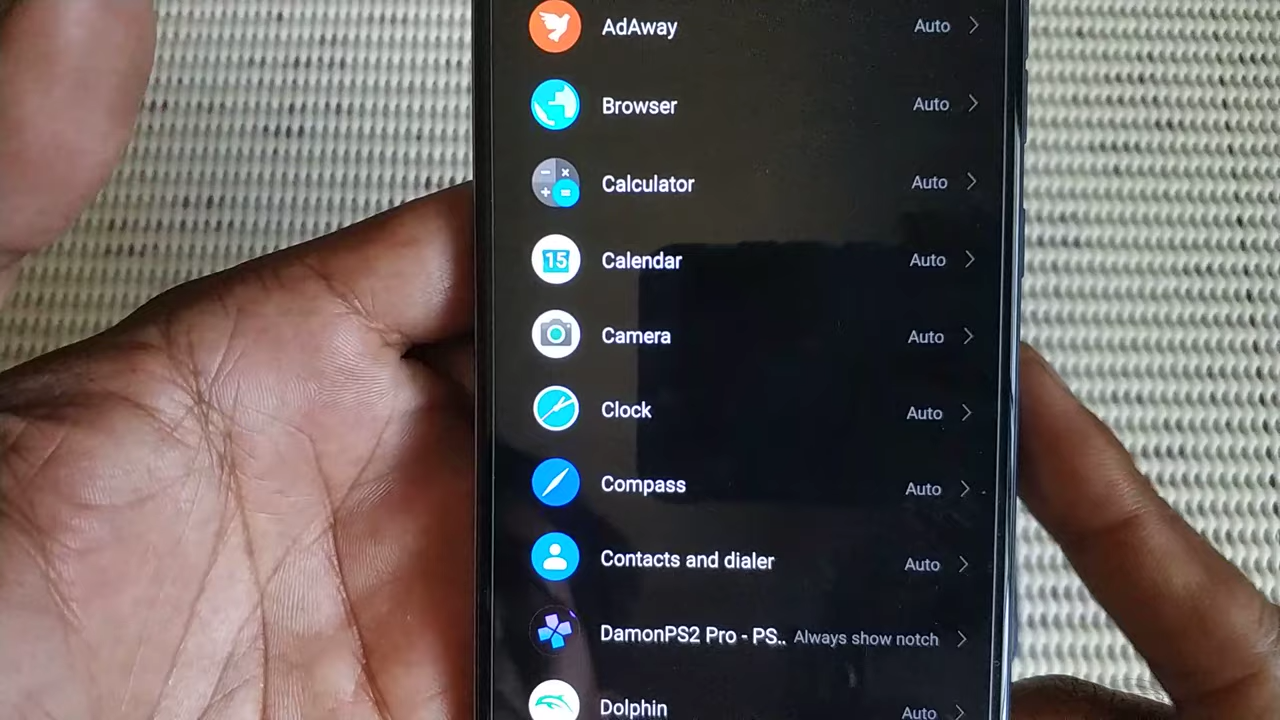 AdAway Auto
Browser Auto
Calculator Auto
15 Calendar Auto
Camera Auto
Clock Auto
Compass Auto
Contacts and dialer Auto
DamonPS2 Pro - PS.. Always show notch
Dolphin Auto